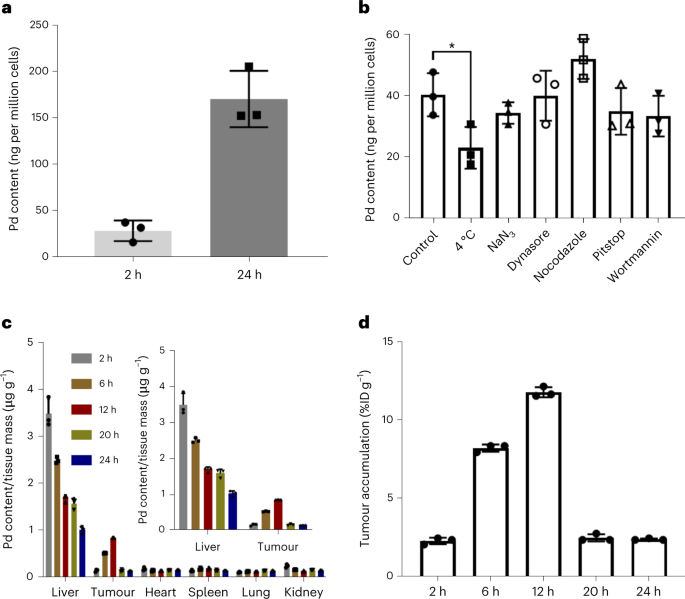 a
Pd content (ng per million cells)
250
200
150
100
50
0
2 h
24 h
b
Pd content (ng per million cells)
60
40
20
0
*
Control
4 °C
NaN3
Dynasore
Nocodazole
Pitstop
Wortmannin
c
Pd content/tissue mass (µg g−1)
5
4
3
2
1
0
2 h
6 h
12 h
20 h
24 h
Liver
Tumour
Heart
Spleen
Lung
Kidney
Pd content/tissue mass (µg g−1)
5
4
3
2
1
0
Liver
Tumour
d
Tumour accumulation (%ID g−1)
15
10
5
0
2 h
6 h
12 h
20 h
24 h